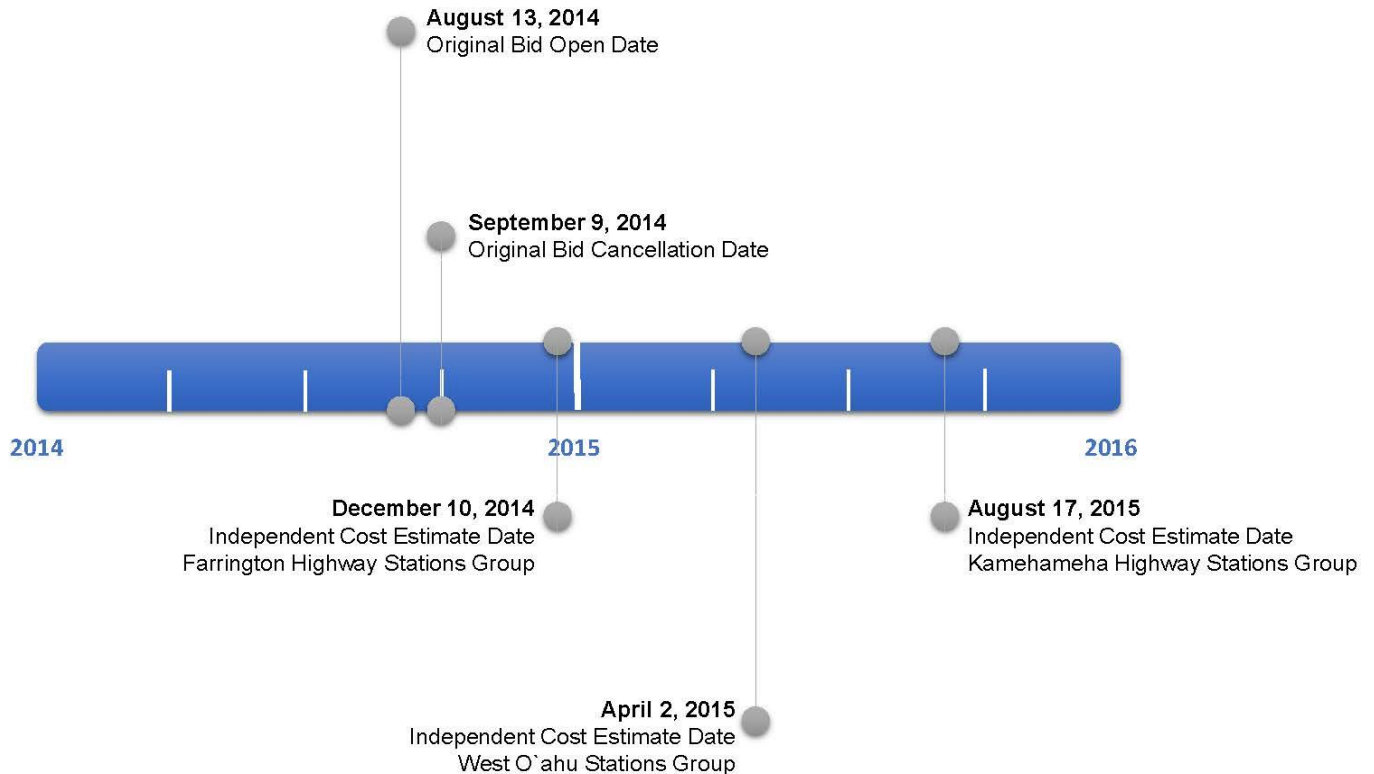 August 13, 2014
Original Bid Open Date
September 9, 2014
Original Bid Cancellation Date
2014
2015
2016
December 10, 2014
Independent Cost Estimate Date
Farrington Highway Stations Group
August 17, 2015
Independent Cost Estimate Date
Kamehameha Highway Stations Group
April 2, 2015
Independent Cost Estimate Date
West O`ahu Stations Group